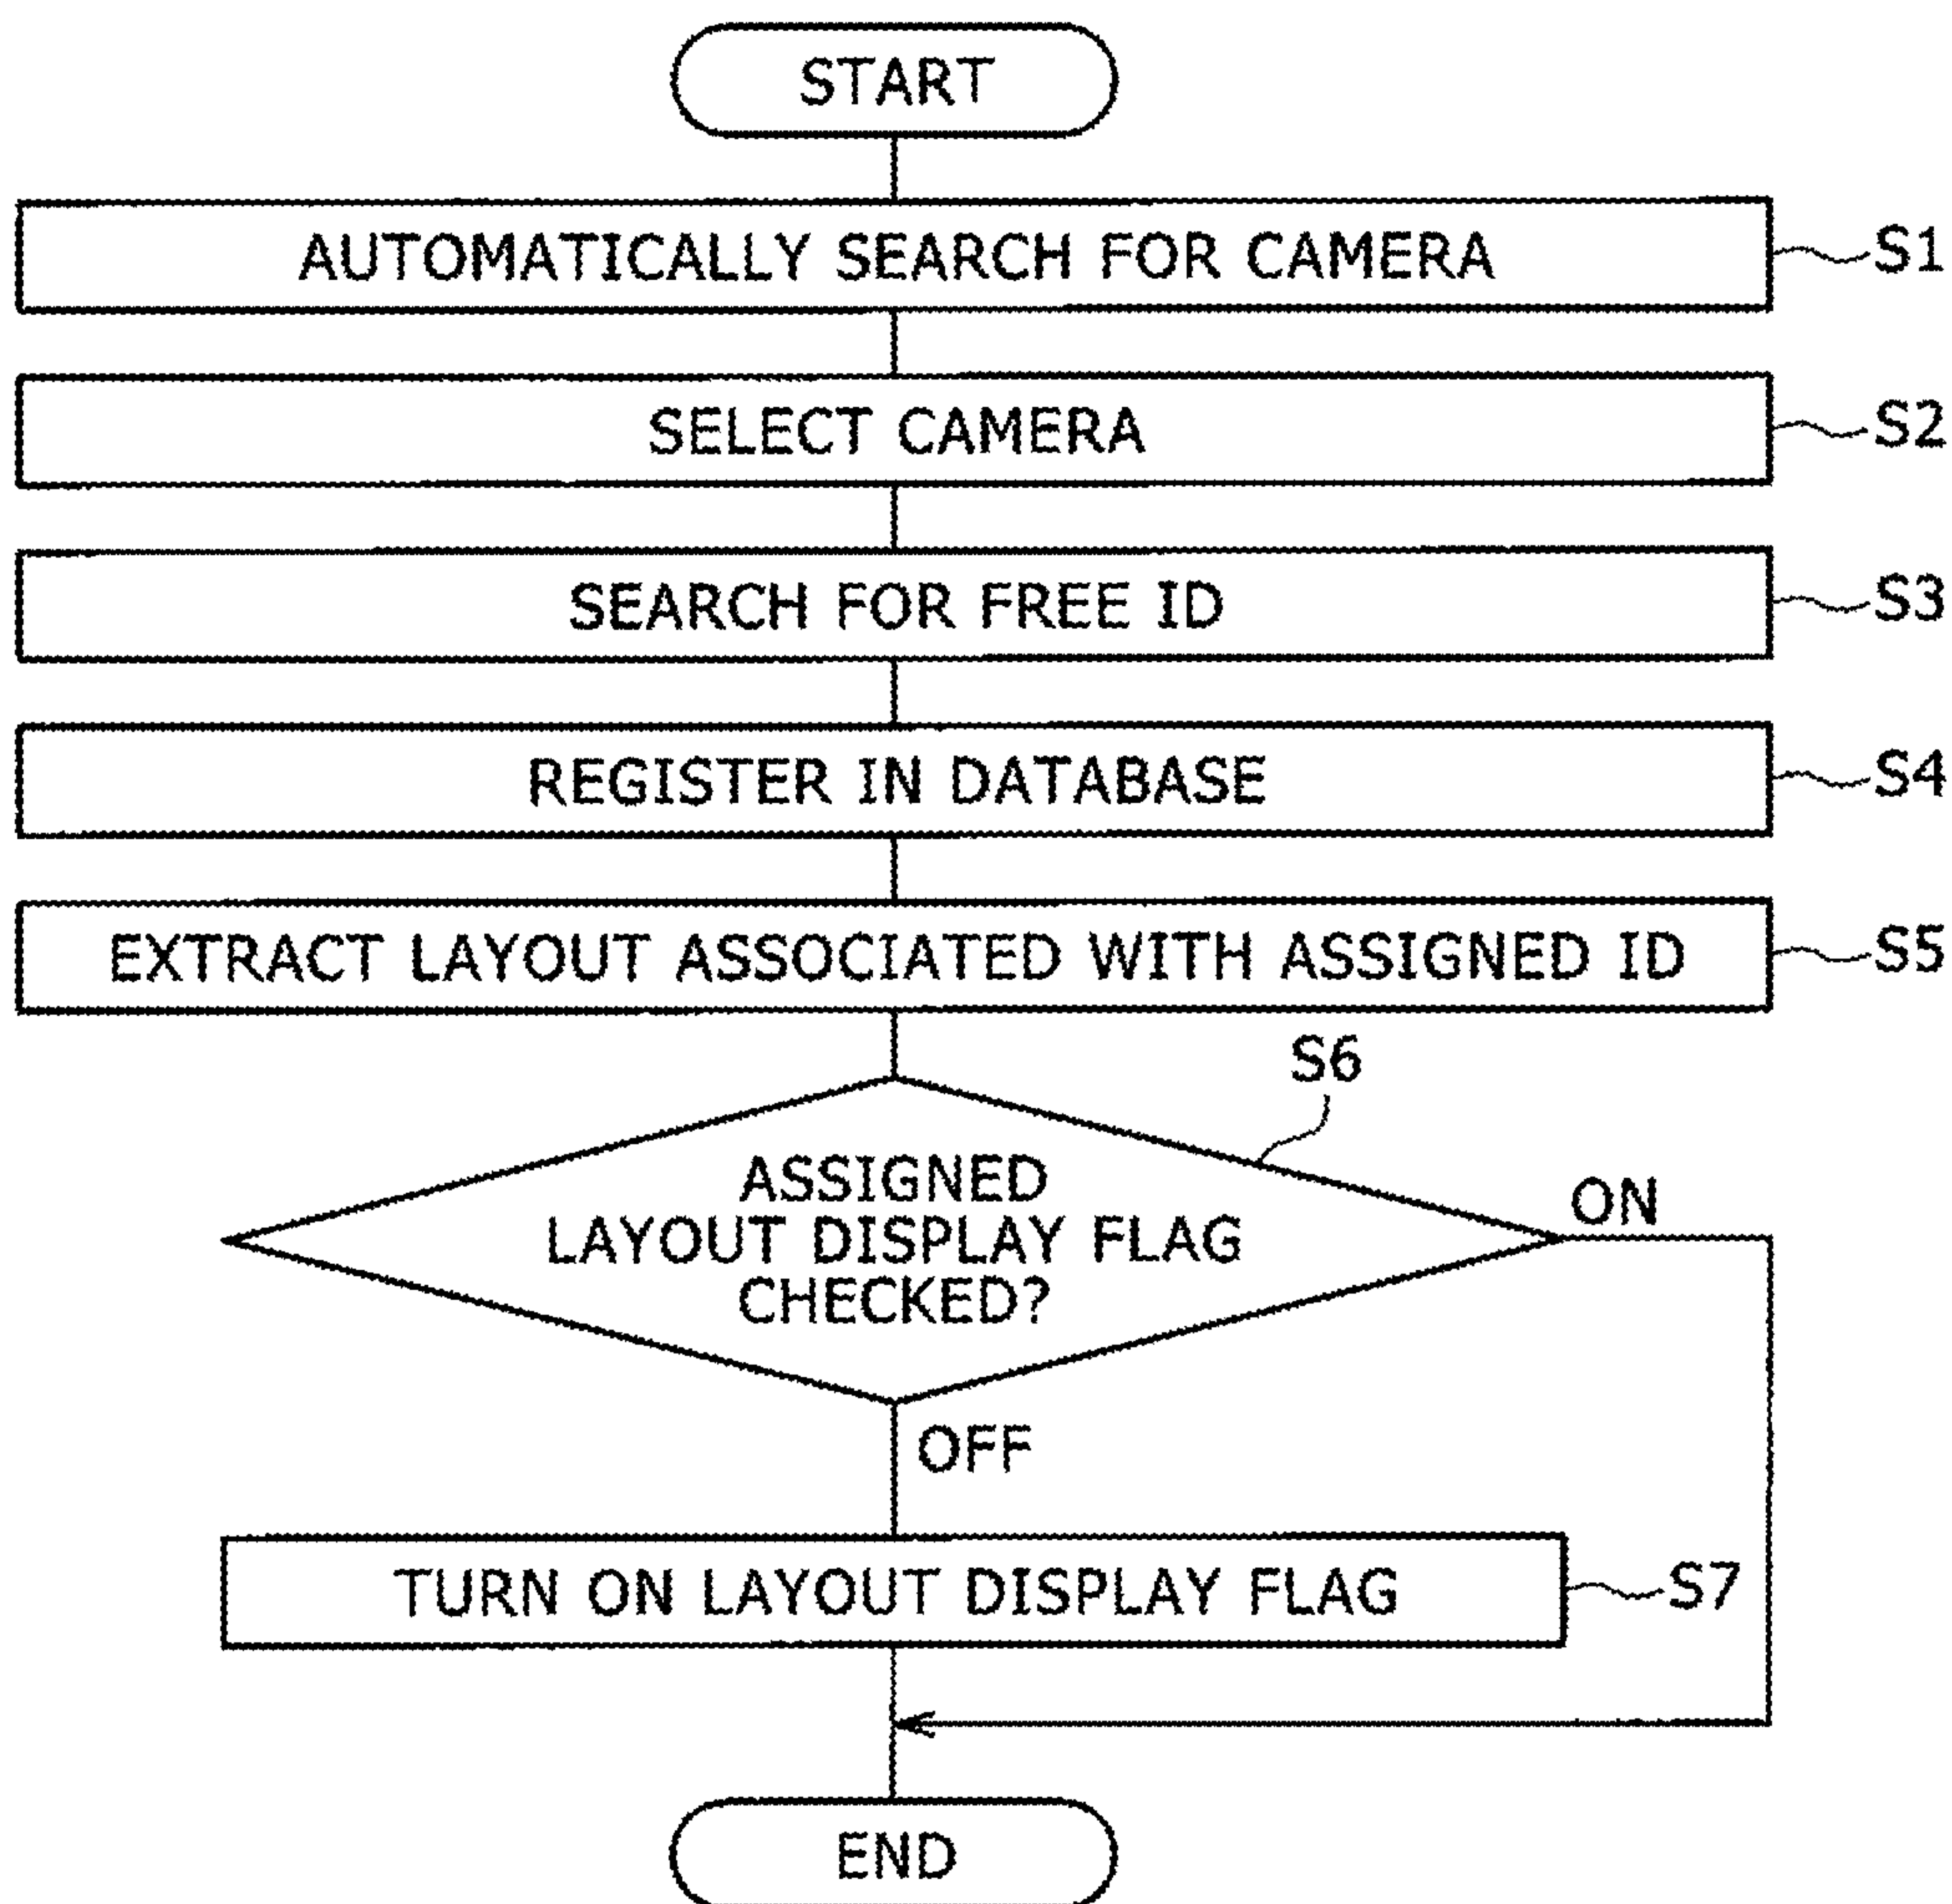 START
AUTOMATICALLY SEARCH FOR CAMERA
S1
SELECT CAMERA
S2
SEARCH FOR FREE ID
S3
REGISTER IN DATABASE
S4
EXTRACT LAYOUT ASSOCIATED WITH ASSIGNED ID
S5
S6
ASSIGNED
LAYOUT DISPLAY FLAG
CHECKED?
ON
OFF
TURN ON LAYOUT DISPLAY FLAG
S7
END